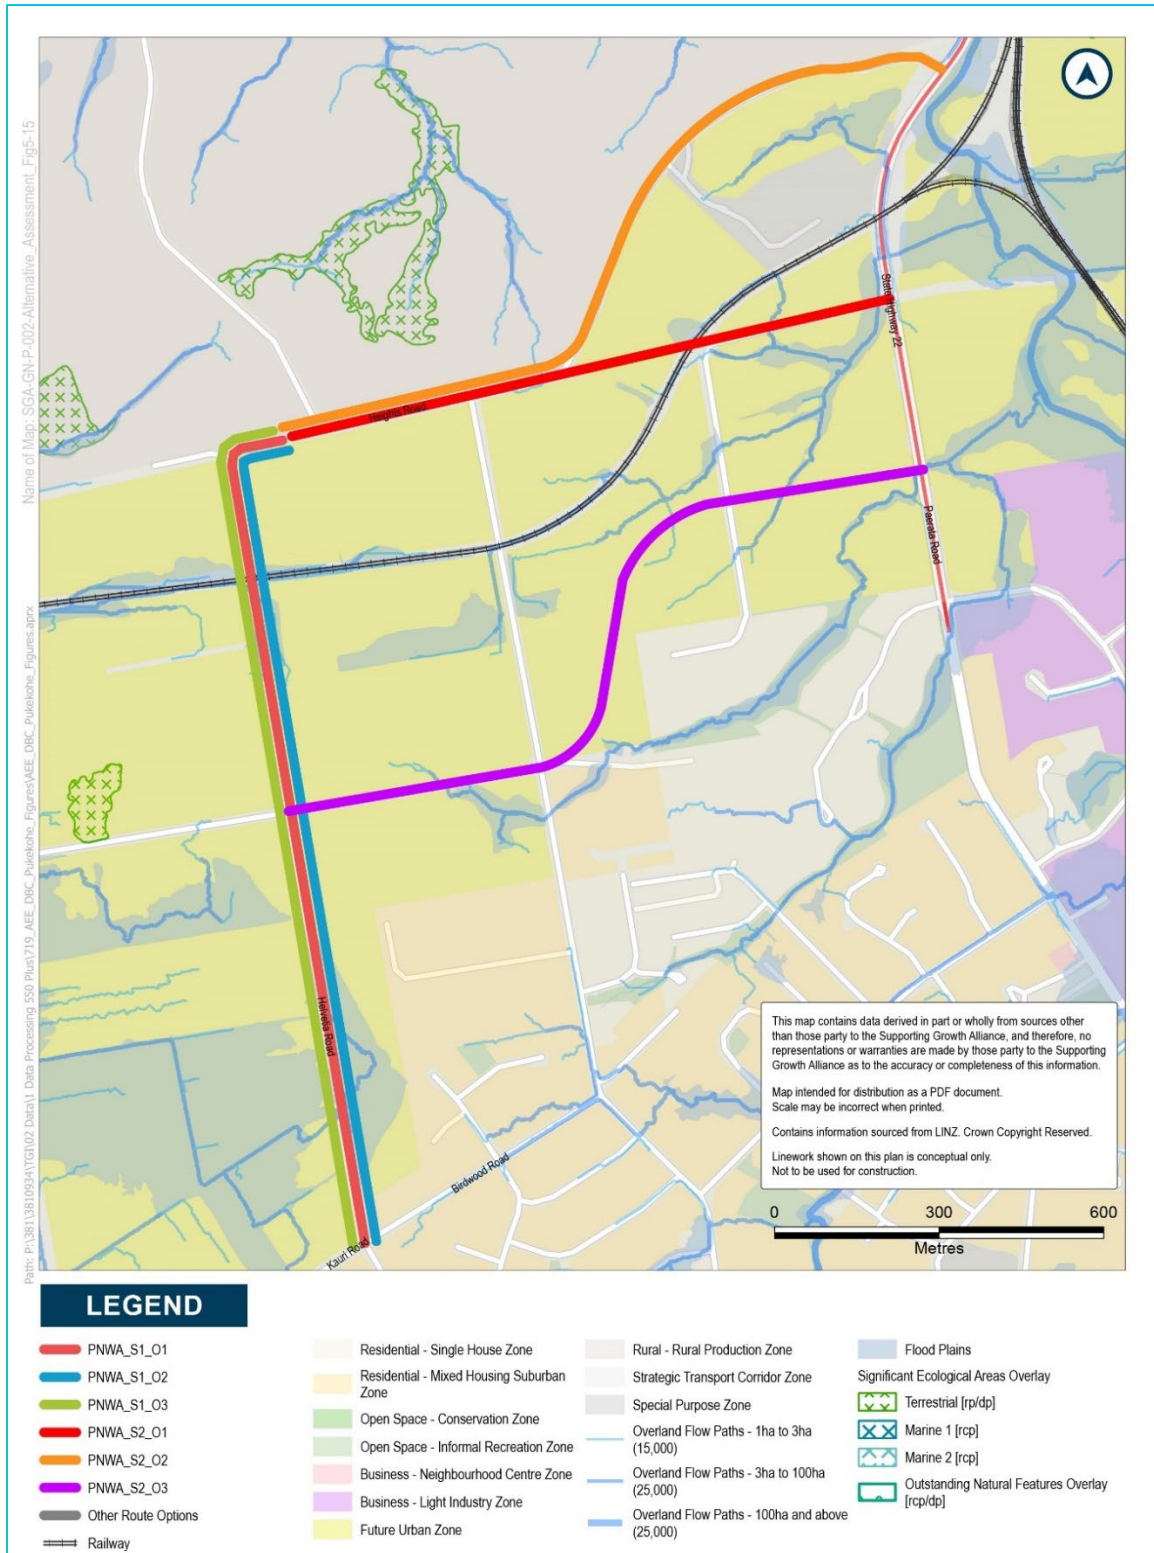 Name of Map: SGA-GN-P-002-Alternative_Assessment_Fig5-15
Path: P:\381\3810934\TGI\02 Data\1 Data Processing 550 Plus\719_AEE_DBC_Pukekohe_Figures\AEE_DBC_Pukekohe_Figures.aprx
State Highway 22
Heights Road
Paerata Road
Helvetia Road
Birdwood Road
Kauri Road
This map contains data derived in part or wholly from sources other
than those party to the Supporting Growth Alliance, and therefore, no
representations or warranties are made by those party to the Supporting
Growth Alliance as to the accuracy or completeness of this information.
Map intended for distribution as a PDF document.
Scale may be incorrect when printed.
Contains information sourced from LINZ. Crown Copyright Reserved.
Linework shown on this plan is conceptual only.
Not to be used for construction.
0 300 600
Metres
LEGEND
PNWA_S1_O1
PNWA_S1_O2
PNWA_S1_O3
PNWA_S2_O1
PNWA_S2_O2
PNWA_S2_O3
Other Route Options
Railway
Residential - Single House Zone
Residential - Mixed Housing Suburban
Zone
Open Space - Conservation Zone
Open Space - Informal Recreation Zone
Business - Neighbourhood Centre Zone
Business - Light Industry Zone
Future Urban Zone
Rural - Rural Production Zone
Strategic Transport Corridor Zone
Special Purpose Zone
Overland Flow Paths - 1ha to 3ha
(15,000)
Overland Flow Paths - 3ha to 100ha
(25,000)
Overland Flow Paths - 100ha and above
(25,000)
Flood Plains
Significant Ecological Areas Overlay
Terrestrial [rp/dp]
Marine 1 [rcp]
Marine 2 [rcp]
Outstanding Natural Features Overlay
[rcp/dp]